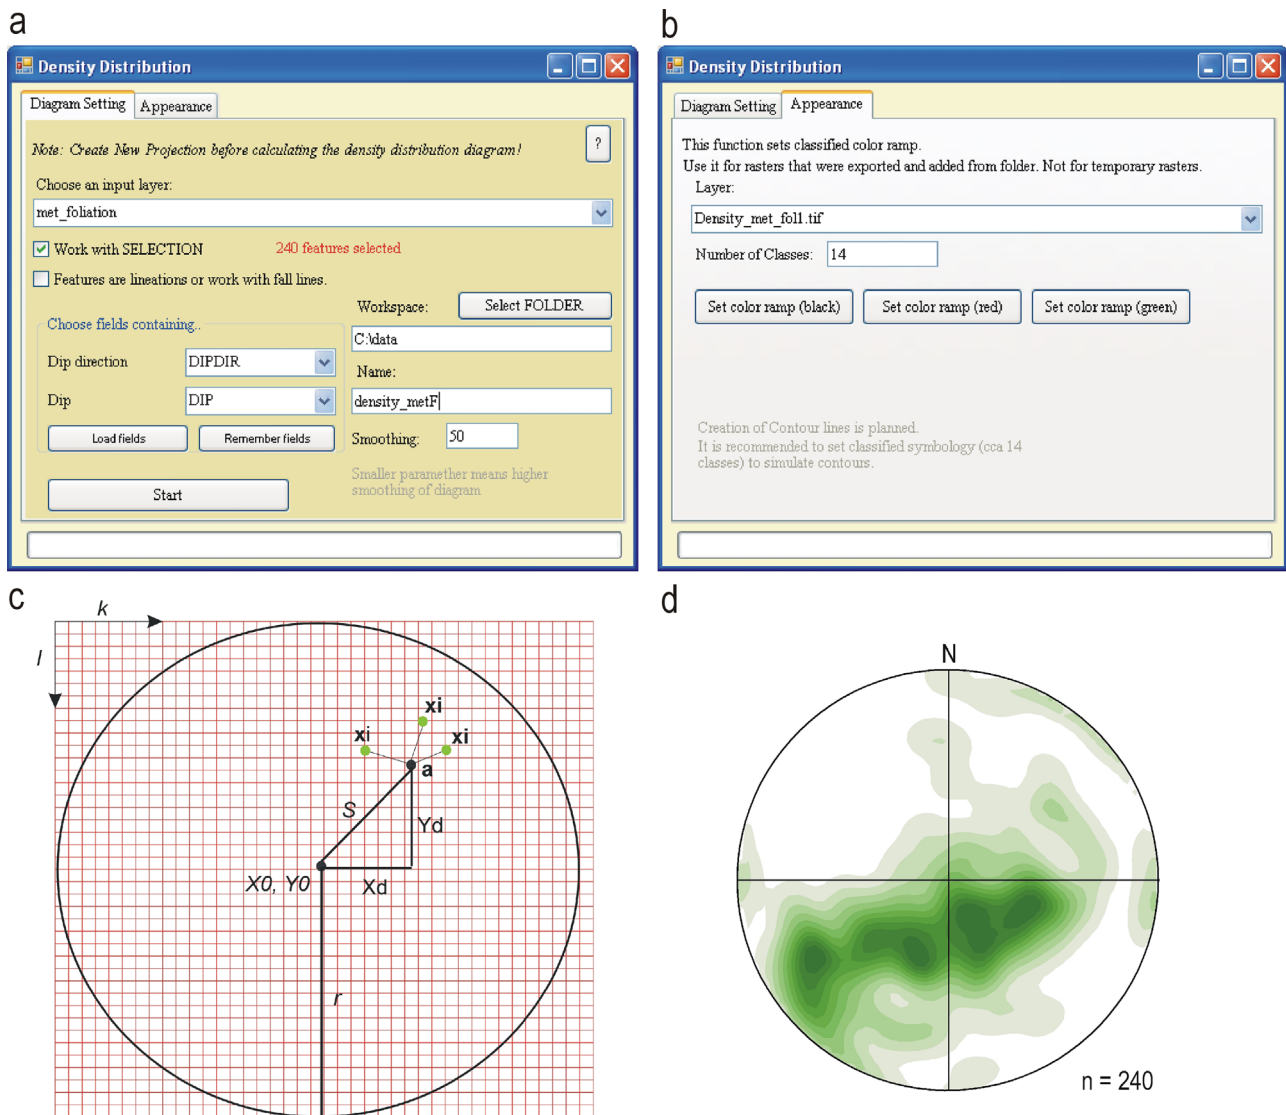 a
Density Distribution
Diagram Setting
Appearance
Note: Create New Projection before calculating the density distribution diagram!
?
Choose an input layer:
met_foliation
Work with SELECTION
240 features selected
Features are lineations or work with fall lines.
Workspace:
Select FOLDER
Choose fields containing..
C:\data
Dip direction
DIPDIR
Name:
Dip
DIP
density_metF
Load fields
Remember fields
Smoothing:
50
Smaller paramether means higher
smoothing of diagram
Start
b
Density Distribution
Diagram Setting
Appearance
This function sets classified color ramp.
Use it for rasters that were exported and added from folder. Not for temporary rasters.
Layer:
Density_met_fol1.tif
Number of Classes:
14
Set color ramp (black)
Set color ramp (red)
Set color ramp (green)
Creation of Contour lines is planned.
It is recommended to set classified symbology (cca 14
classes) to simulate contours.
c
k
l
xi
xi
xi
a
S
Yd
X0, Y0
Xd
r
d
N
n = 240